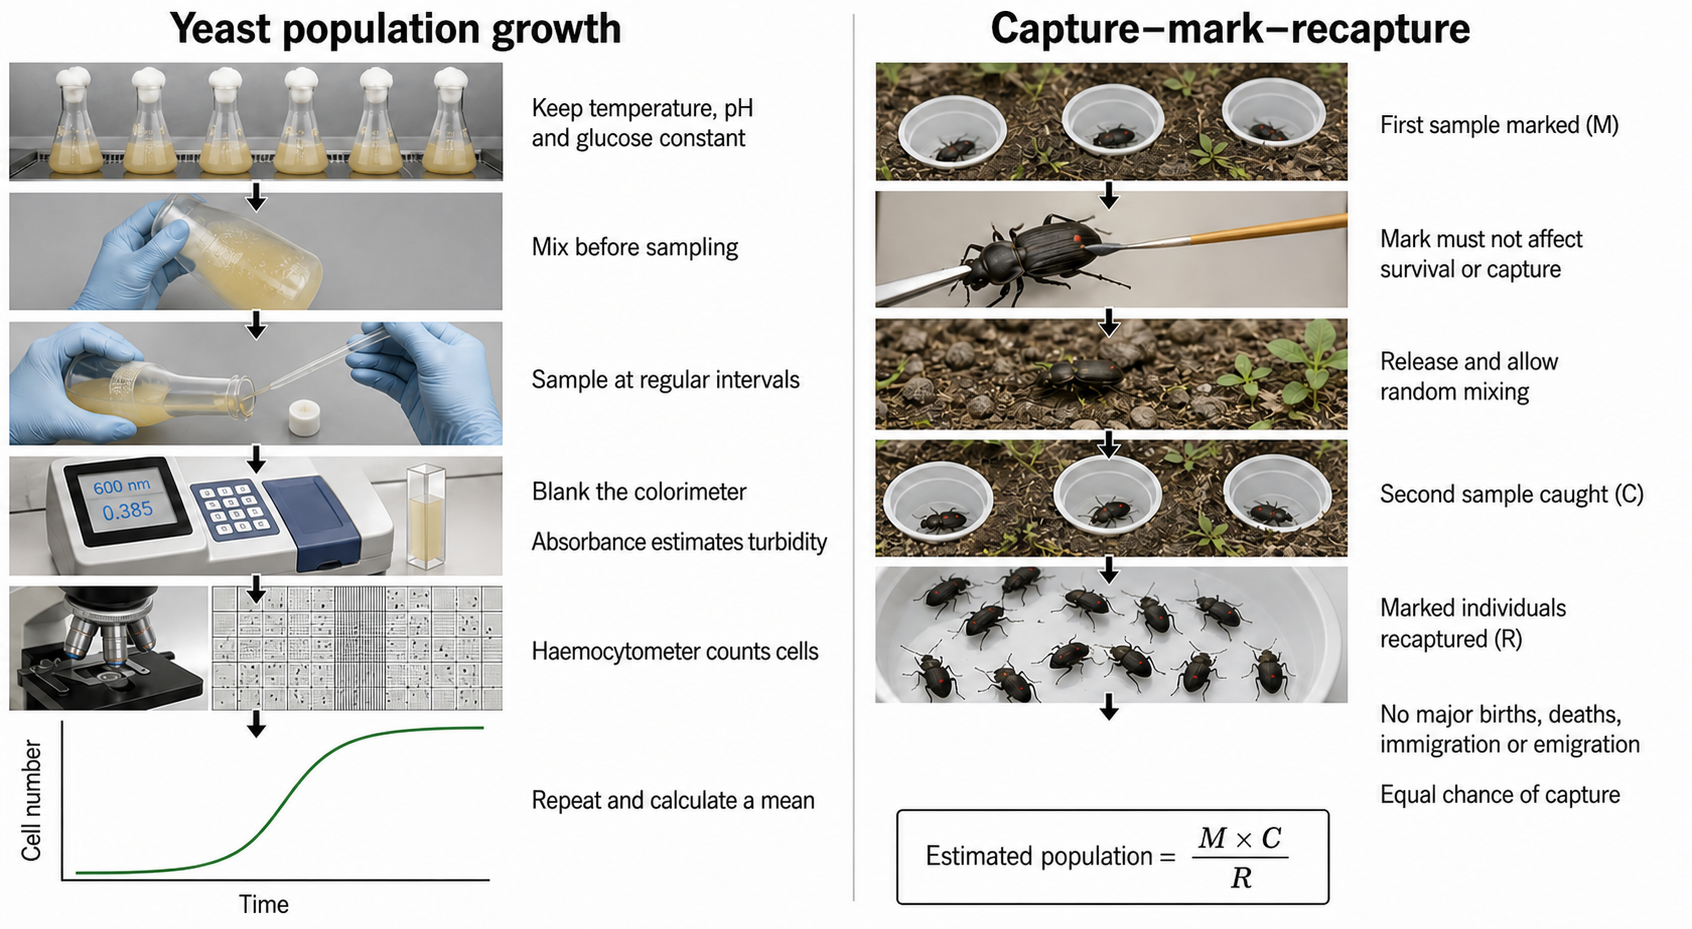 Yeast population growth
Keep temperature, pH
and glucose constant
Mix before sampling
Sample at regular intervals
600 nm
0.385
Blank the colorimeter
Absorbance estimates turbidity
Haemocytometer counts cells
Cell number
Time
Repeat and calculate a mean
Capture–mark–recapture
First sample marked (M)
Mark must not affect
survival or capture
Release and allow
random mixing
Second sample caught (C)
Marked individuals
recaptured (R)
No major births, deaths,
immigration or emigration
Equal chance of capture
Estimated population = M × C
R